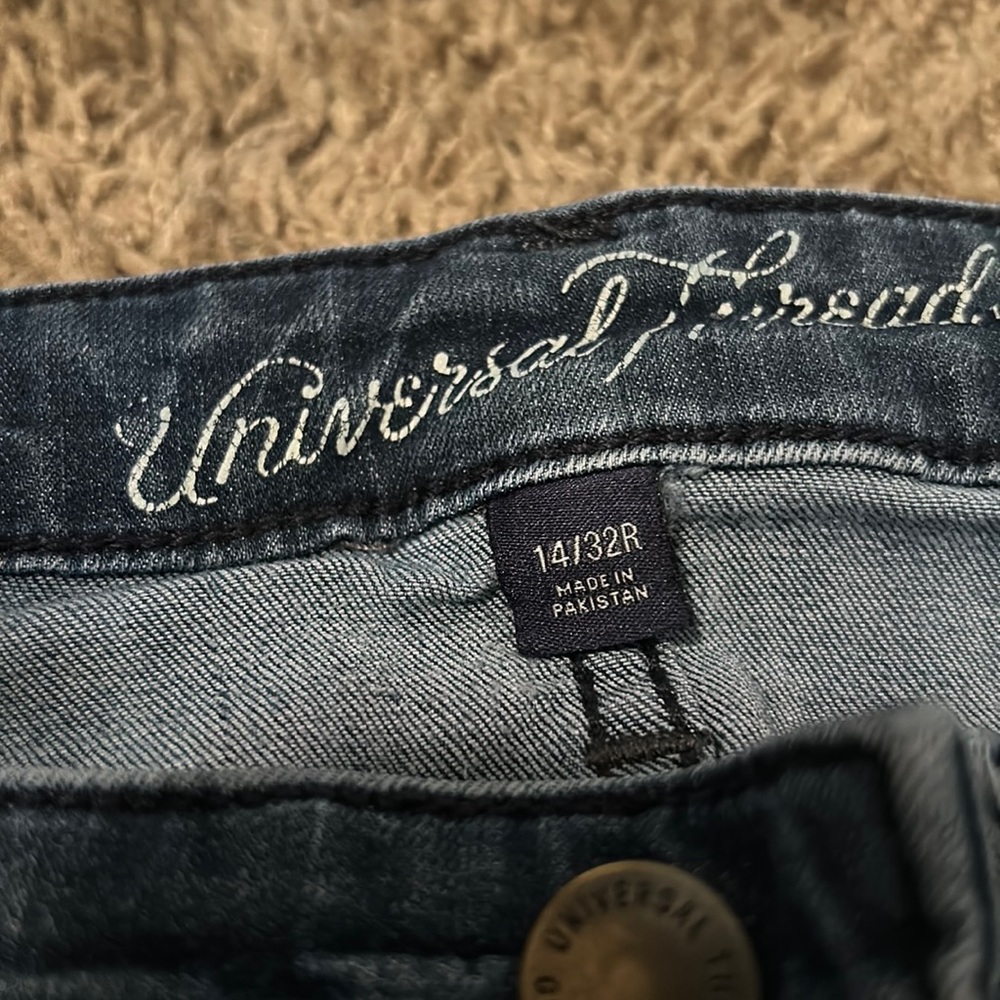 Universal Thread
14/32R
MADE IN
PAKISTAN
UNIVERSAL